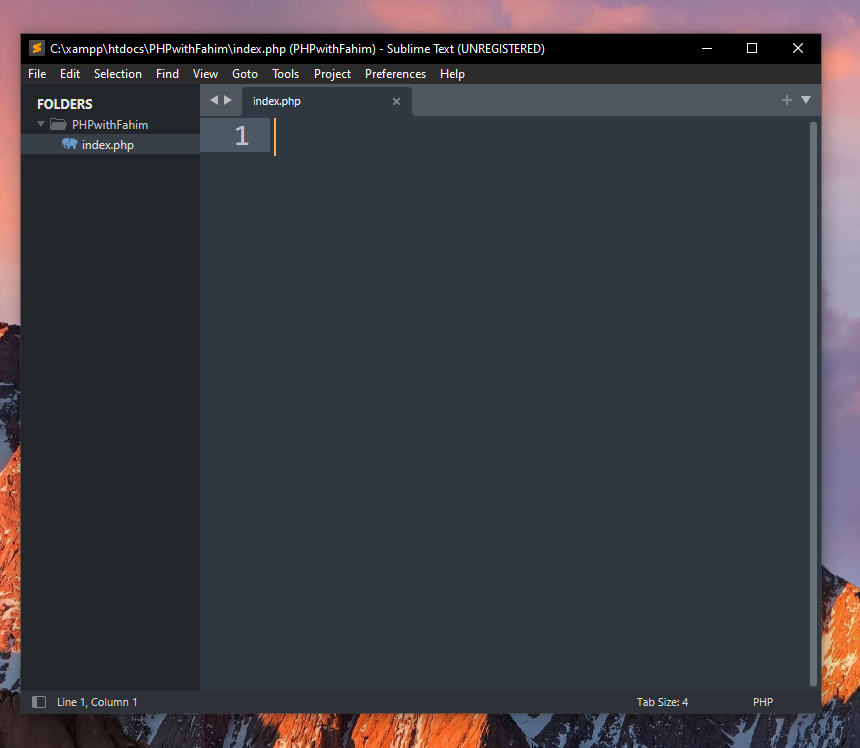 C:\xampp\htdocs\PHPwithFahim\index.php (PHPwithFahim) - Sublime Text (UNREGISTERED)
File Edit Selection Find View Goto Tools Project Preferences Help
FOLDERS
PHPwithFahim
index.php
index.php
1
Line 1, Column 1
Tab Size: 4
PHP